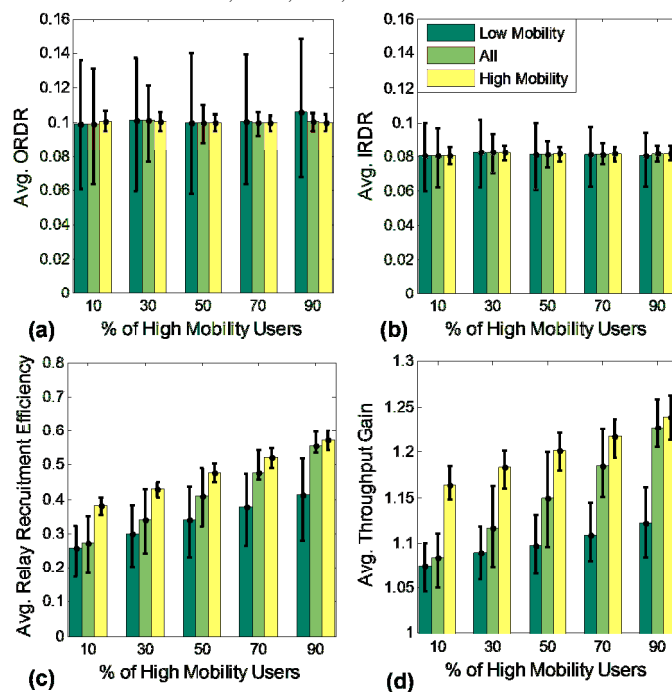 0.16
0.14
0.12
0.1
0.08
0.06
0.04
0.02
0
Avg. ORDR
10 30 50 70 90
(a) % of High Mobility Users
0.16
0.14
0.12
0.1
0.08
0.06
0.04
0.02
0
Avg. IRDR
Low Mobility
All
High Mobility
10 30 50 70 90
(b) % of High Mobility Users
0.8
0.7
0.6
0.5
0.4
0.3
0.2
0.1
0
Avg. Relay Recruitment Efficiency
10 30 50 70 90
(c) % of High Mobility Users
1.3
1.25
1.2
1.15
1.1
1.05
1
Avg. Throughput Gain
10 30 50 70 90
(d) % of High Mobility Users